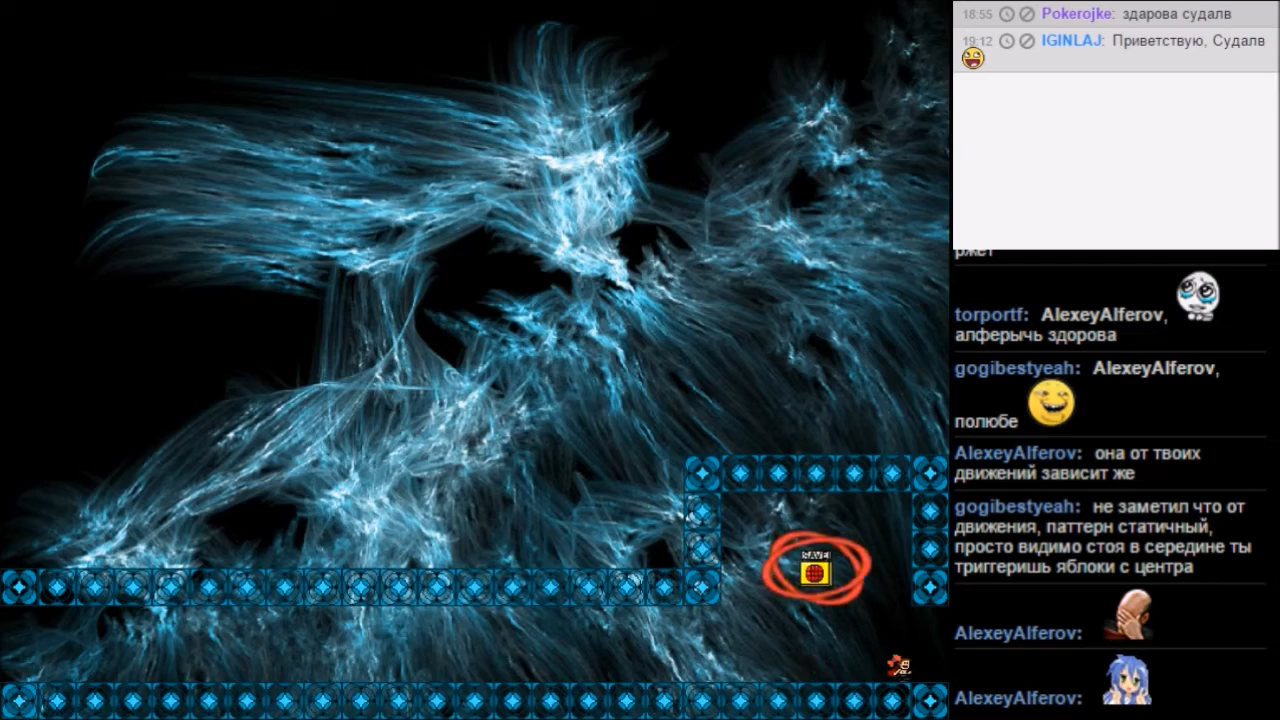 SAVE!
18:55 Pokerojke: здарова судалв
19:12 IGINLAJ: Приветствую, Судалв
ржет
torportf: AlexeyAlferov,
алферычь здорова
gogibestyeah: AlexeyAlferov,
полюбе
AlexeyAlferov: она от твоих
движений зависит же
gogibestyeah: не заметил что от
движения, паттерн статичный,
просто видимо стоя в середине ты
триггеришь яблоки с центра
AlexeyAlferov:
AlexeyAlferov: